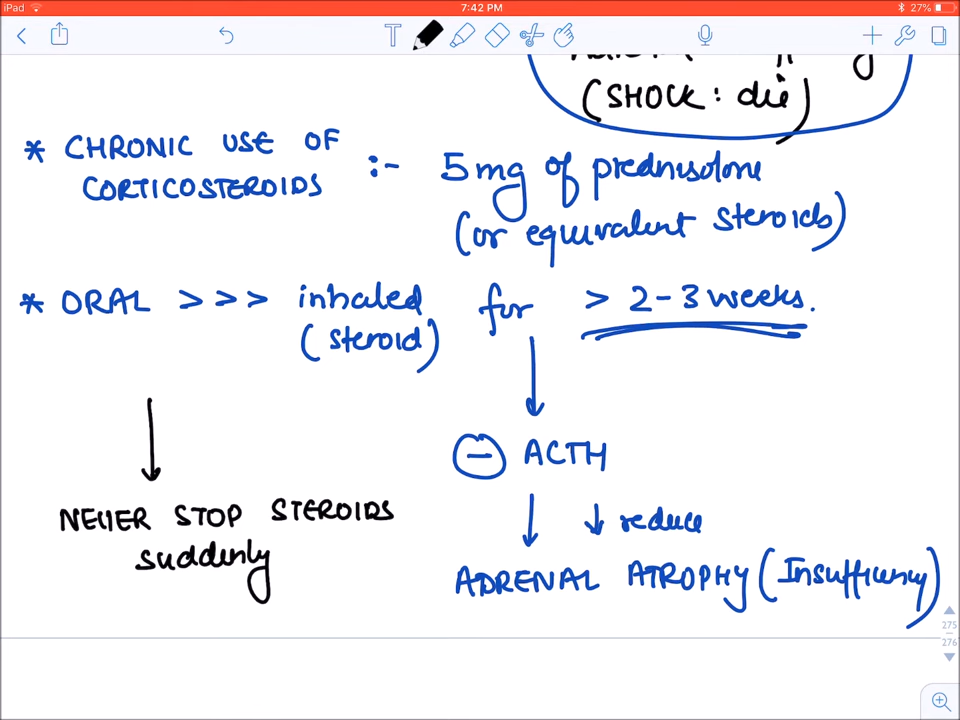 iPad
7:42 PM
27%
T
(SHOCK : die)
* CHRONIC USE OF
CORTICOSTEROIDS
:- 5mg of prednisolone
(or equivalent steroids)
* ORAL >>> inhaled for > 2-3 weeks.
(steroid)
- ACTH
NEVER STOP STEROIDS
suddenly
↓ reduce
ADRENAL ATROPHY (Insufficiency)
275
276